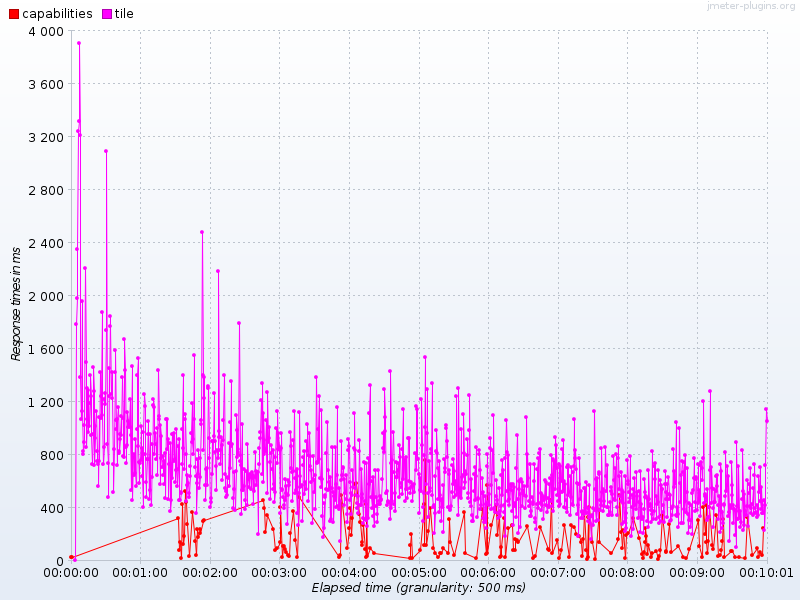 jmeter-plugins.org
capabilities tile
4 000
3 600
3 200
2 800
2 400
2 000
1 600
1 200
800
400
0
Response times in ms
00:00:00 00:01:00 00:02:00 00:03:00 00:04:00 00:05:00 00:06:00 00:07:00 00:08:00 00:09:00 00:10:01
Elapsed time (granularity: 500 ms)